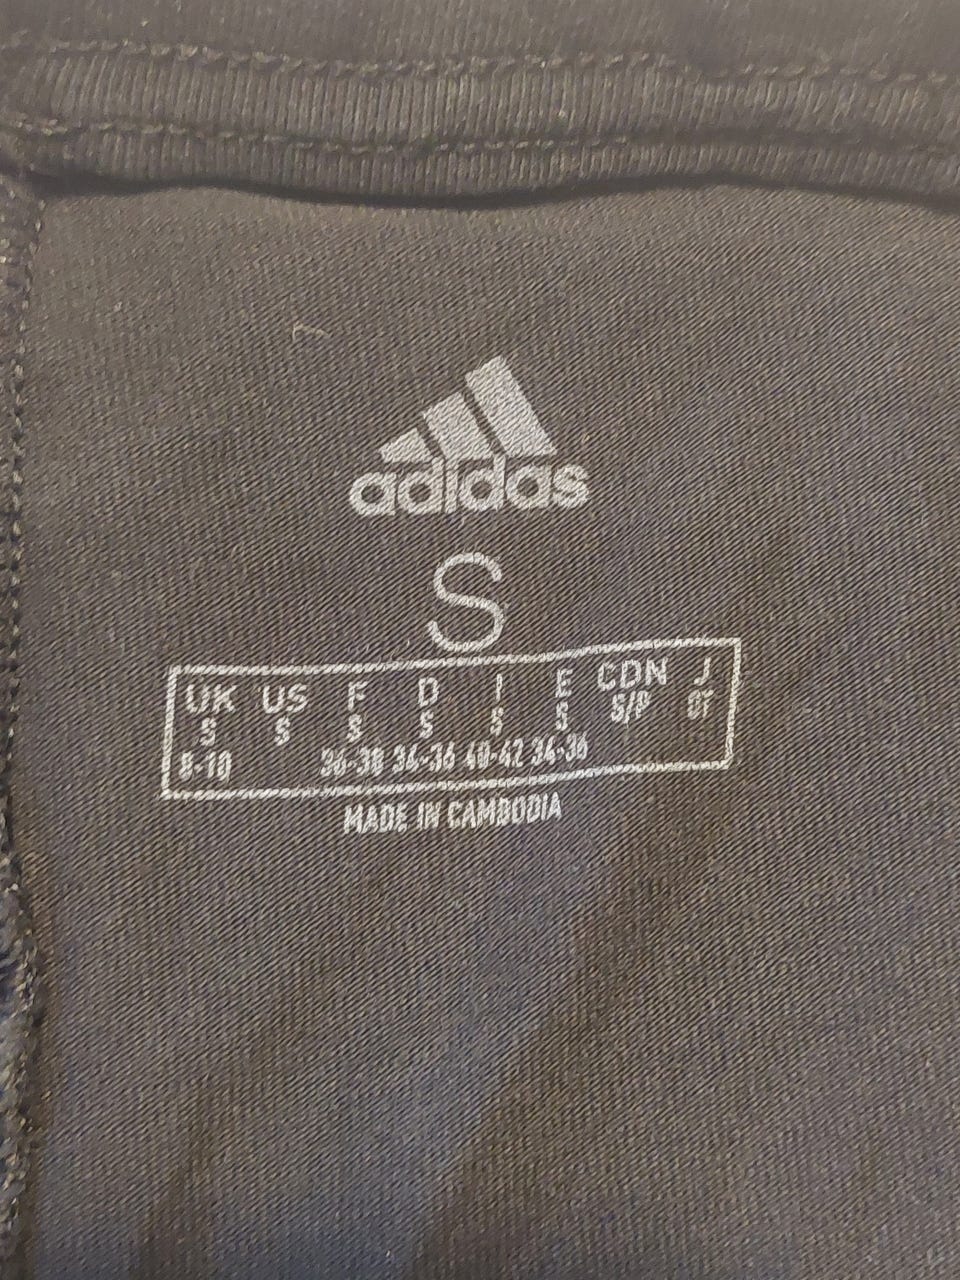 adidas
S
UK US F D I E CDN J
S S S S S S S/P OT
8-10 36-38 34-36 40-42 34-36
MADE IN CAMBODIA